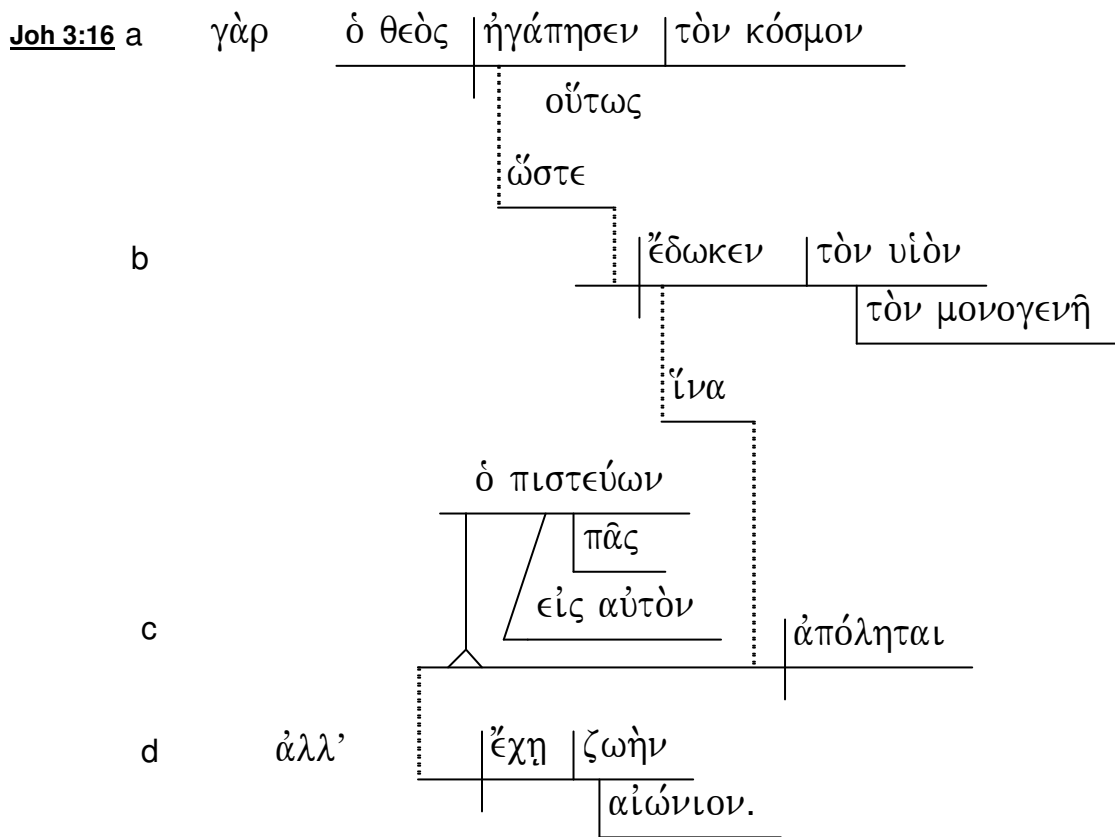 Joh 3:16 a γὰρ ὁ θεὸς ἠγάπησεν τὸν κόσμον
οὕτως
ὥστε
b ἔδωκεν τὸν υἱὸν
τὸν μονογενῆ
ἵνα
ὁ πιστεύων
πᾶς
εἰς αὐτὸν
c ἀπόληται
d ἀλλ’ ἔχῃ ζωὴν
αἰώνιον.